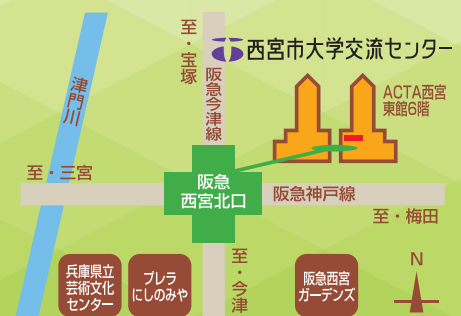 至・宝塚
西宮市大学交流センター
阪急今津線
津門川
ACTA西宮
東館6階
至・三宮
阪急
西宮北口
阪急神戸線
至・梅田
兵庫県立
芸術文化
センター
プレラ
にしのみや
至・今津
阪急西宮
ガーデンズ
N